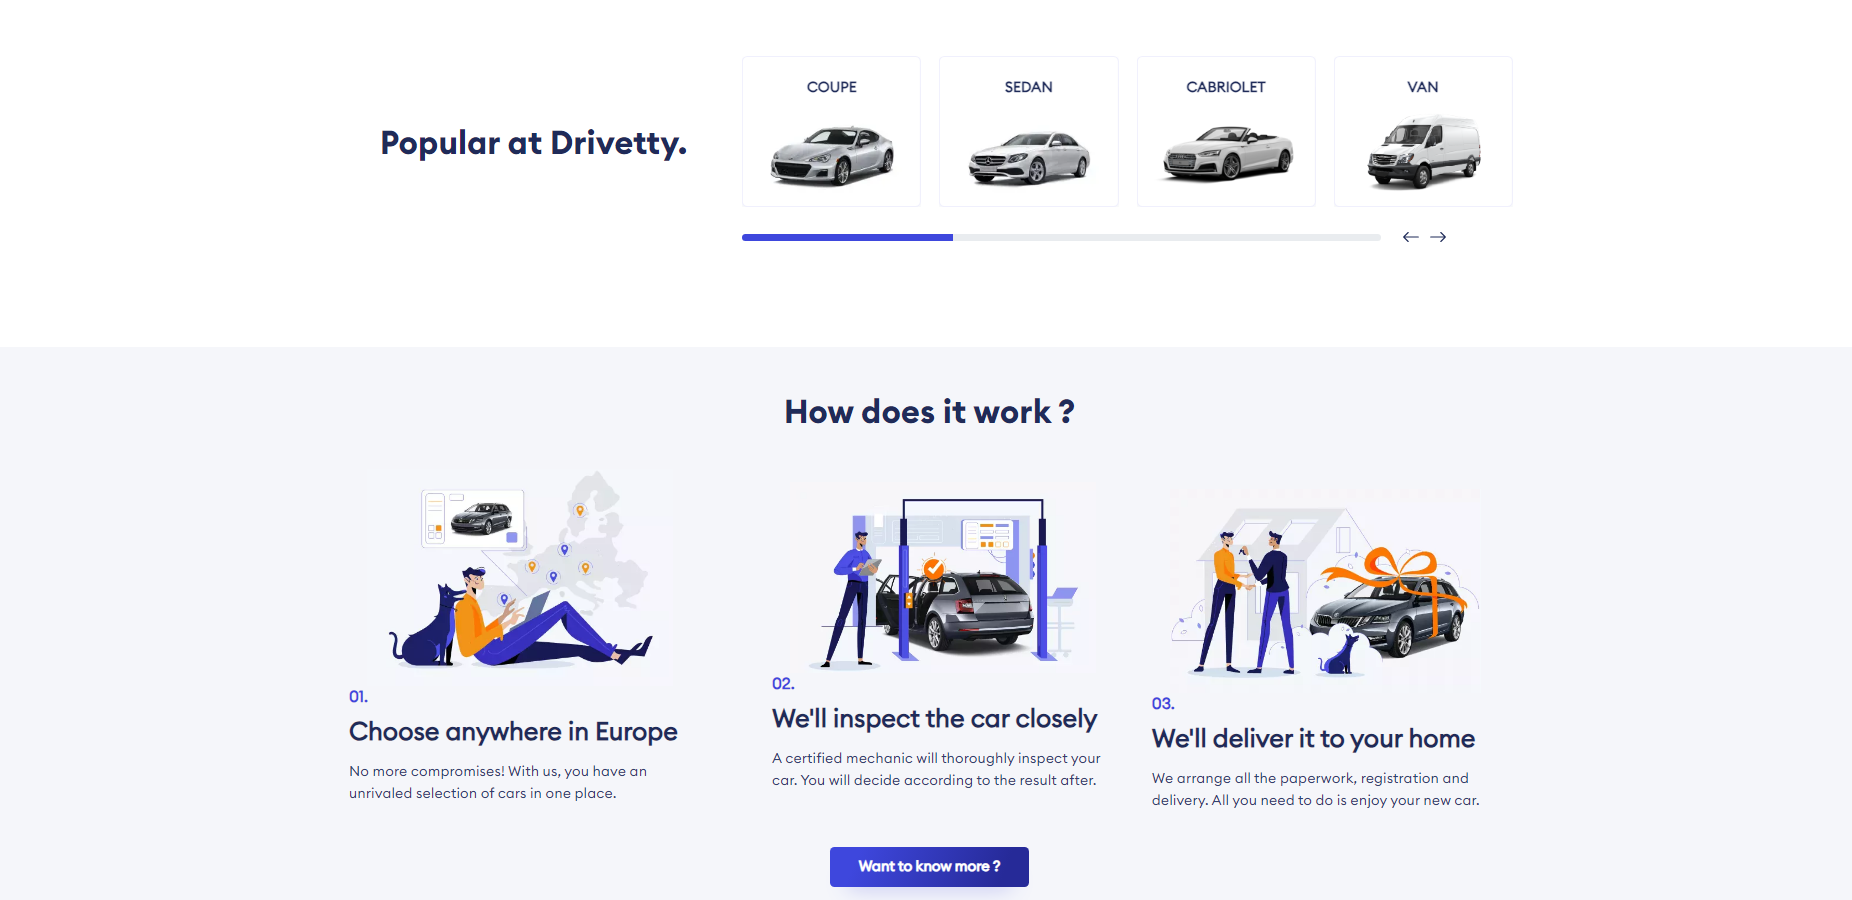 Popular at Drivetty.
COUPE
SEDAN
CABRIOLET
VAN
How does it work ?
01.
Choose anywhere in Europe
No more compromises! With us, you have an
unrivaled selection of cars in one place.
02.
We'll inspect the car closely
A certified mechanic will thoroughly inspect your
car. You will decide according to the result after.
03.
We'll deliver it to your home
We arrange all the paperwork, registration and
delivery. All you need to do is enjoy your new car.
Want to know more ?